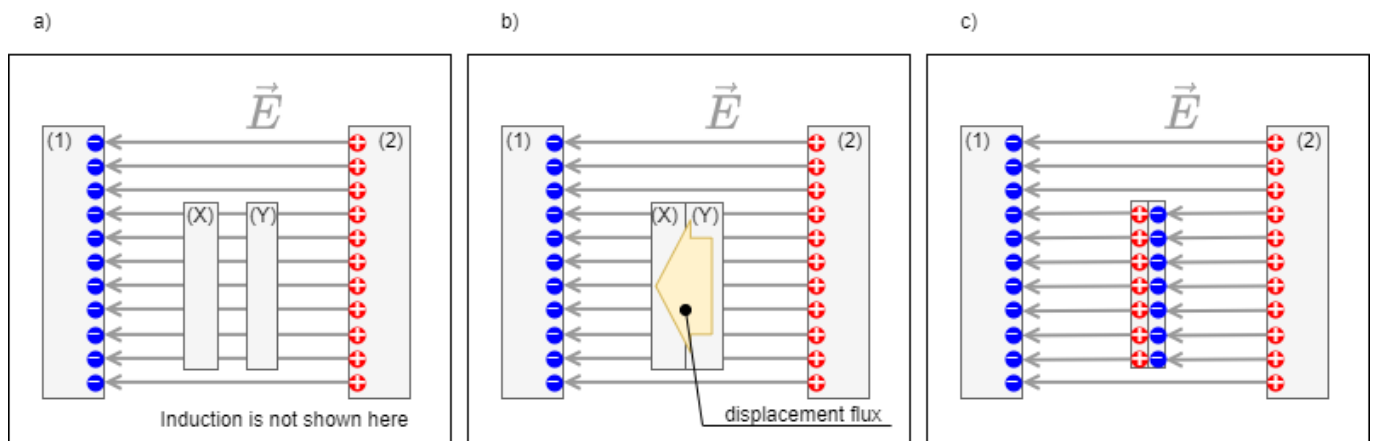 a)
b)
c)
E
E
E
(1)
(2)
(1)
(2)
(1)
(2)
(X)
(Y)
(X)
(Y)
Induction is not shown here
displacement flux